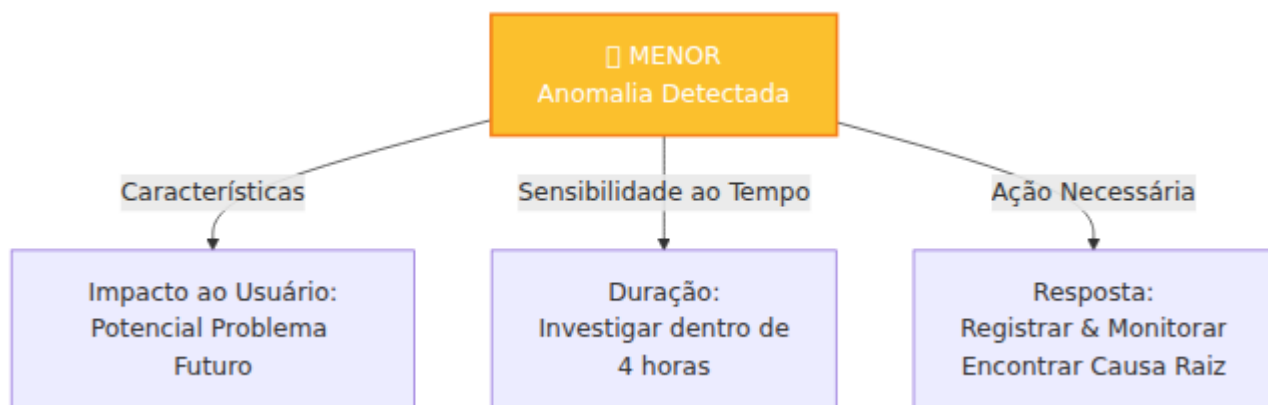 MENOR
Anomalia Detectada
Características
Sensibilidade ao Tempo
Ação Necessária
Impacto ao Usuário:
Potencial Problema
Futuro
Duração:
Investigar dentro de
4 horas
Resposta:
Registrar & Monitorar
Encontrar Causa Raiz